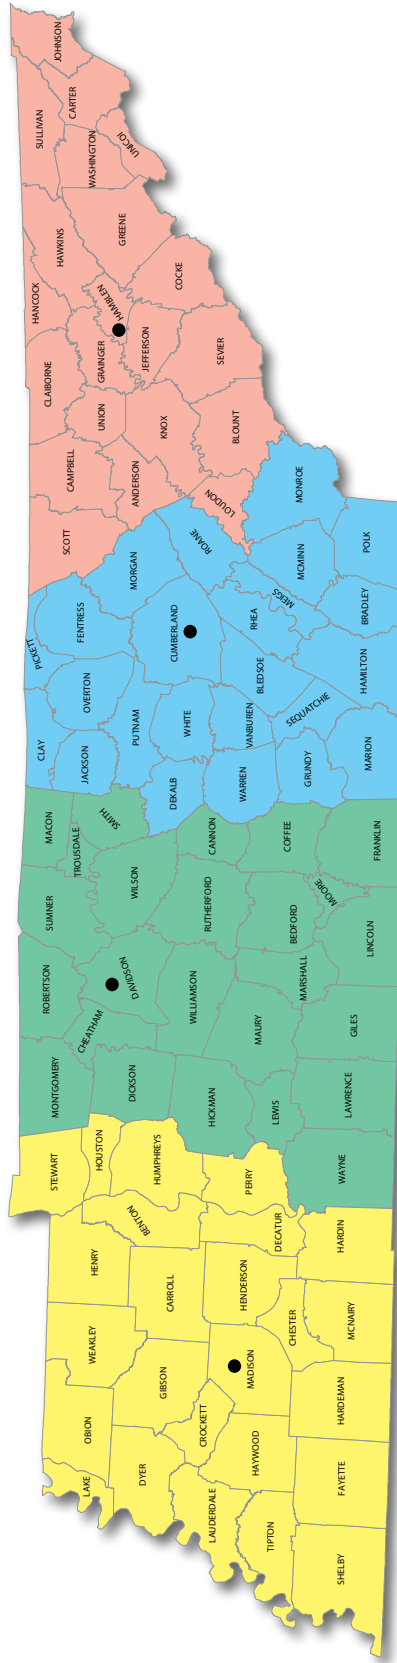 JOHNSON
CARTER
SULLIVAN
UNICOI
WASHINGTON
GREENE
HAWKINS
COCKE
HANCOCK
HAMBLEN
JEFFERSON
SEVIER
GRAINGER
CLAIBORNE
UNION
KNOX
BLOUNT
CAMPBELL
ANDERSON
LOUDON
SCOTT
MONROE
ROANE
POLK
MCMINN
MORGAN
MEIGS
BRADLEY
RHEA
CUMBERLAND
FENTRESS
PICKETT
HAMILTON
BLEDSOE
OVERTON
SEQUATCHIE
PUTNAM
WHITE
VANBUREN
CLAY
JACKSON
MARION
GRUNDY
WARREN
DEKALB
MACON
SMITH
TROUSDALE
CANNON
COFFEE
FRANKLIN
WILSON
MOORE
RUTHERFORD
SUMNER
BEDFORD
LINCOLN
DAVIDSON
ROBERTSON
MARSHALL
WILLIAMSON
CHEATHAM
MAURY
GILES
MONTGOMERY
DICKSON
HICKMAN
LEWIS
LAWRENCE
WAYNE
STEWART
HOUSTON
HUMPHREYS
PERRY
BENTON
DECATUR
HARDIN
HENRY
CARROLL
HENDERSON
CHESTER
MCNAIRY
WEAKLEY
GIBSON
MADISON
HARDEMAN
CROCKETT
OBION
HAYWOOD
FAYETTE
DYER
LAKE
LAUDERDALE
TIPTON
SHELBY